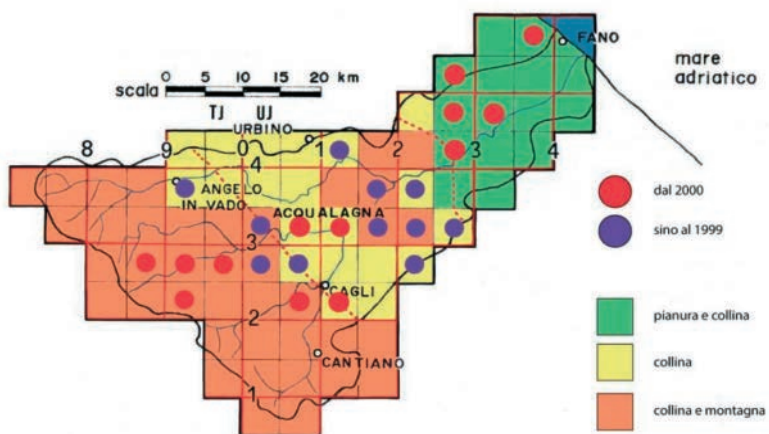 FANO
mare
adriatico
0 5 10 15 20 km
scala
TJ UJ
URBINO
8 9 0 1 2 3 4
4
ANGELO
IN VADO
ACQUALAGNA
3
CAGLI
2
CANTIANO
1
dal 2000
sino al 1999
pianura e collina
collina
collina e montagna